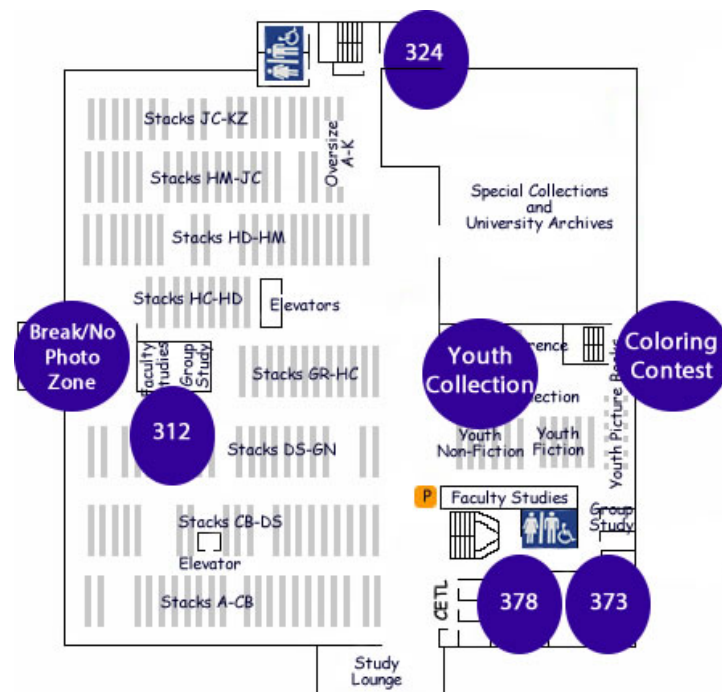 324
Stacks JC-KZ
Oversize
A-K
Stacks HM-JC
Special Collections
and
University Archives
Stacks HD-HM
Stacks HC-HD
Elevators
Break/No
Photo
Zone
Faculty
Studies
Group
Study
Stacks GR-HC
Youth
Collection
Coloring
Contest
Youth Picture Books
312
Stacks DS-GN
Youth
Non-Fiction
Youth
Fiction
P
Faculty Studies
Group
Study
Stacks CB-DS
Elevator
Stacks A-CB
CETL
378
373
Study
Lounge